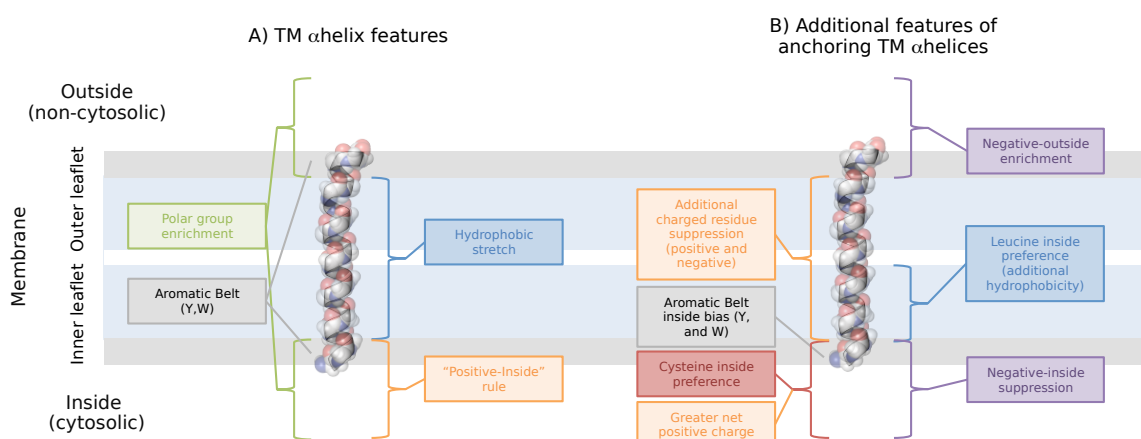 A) TM αhelix features
B) Additional features of
anchoring TM αhelices
Outside
(non-cytosolic)
Membrane
Outer leaflet
Inner leaflet
Inside
(cytosolic)
Polar group
enrichment
Aromatic Belt
(Y,W)
Hydrophobic
stretch
“Positive-Inside”
rule
Additional
charged residue
suppression
(positive and
negative)
Aromatic Belt
inside bias (Y,
and W)
Cysteine inside
preference
Greater net
positive charge
Negative-outside
enrichment
Leucine inside
preference
(additional
hydrophobicity)
Negative-inside
suppression